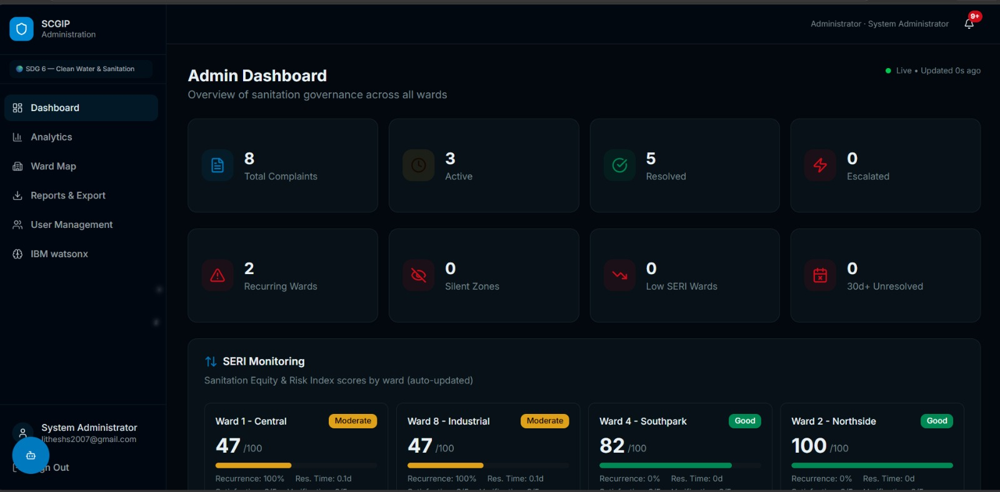 SCGIP
Administration
SDG 6 — Clean Water & Sanitation
Dashboard
Analytics
Ward Map
Reports & Export
User Management
IBM watsonx
System Administrator
litheshs2007@gmail.com
Out
Administrator · System Administrator
9+
Admin Dashboard
Overview of sanitation governance across all wards
Live • Updated 0s ago
8
Total Complaints
3
Active
5
Resolved
0
Escalated
2
Recurring Wards
0
Silent Zones
0
Low SERI Wards
0
30d+ Unresolved
SERI Monitoring
Sanitation Equity & Risk Index scores by ward (auto-updated)
Ward 1 - Central Moderate
47 /100
Recurrence: 100% Res. Time: 0.1d
Ward 8 - Industrial Moderate
47 /100
Recurrence: 100% Res. Time: 0.1d
Ward 4 - Southpark Good
82 /100
Recurrence: 0% Res. Time: 0d
Ward 2 - Northside Good
100 /100
Recurrence: 0% Res. Time: 0d